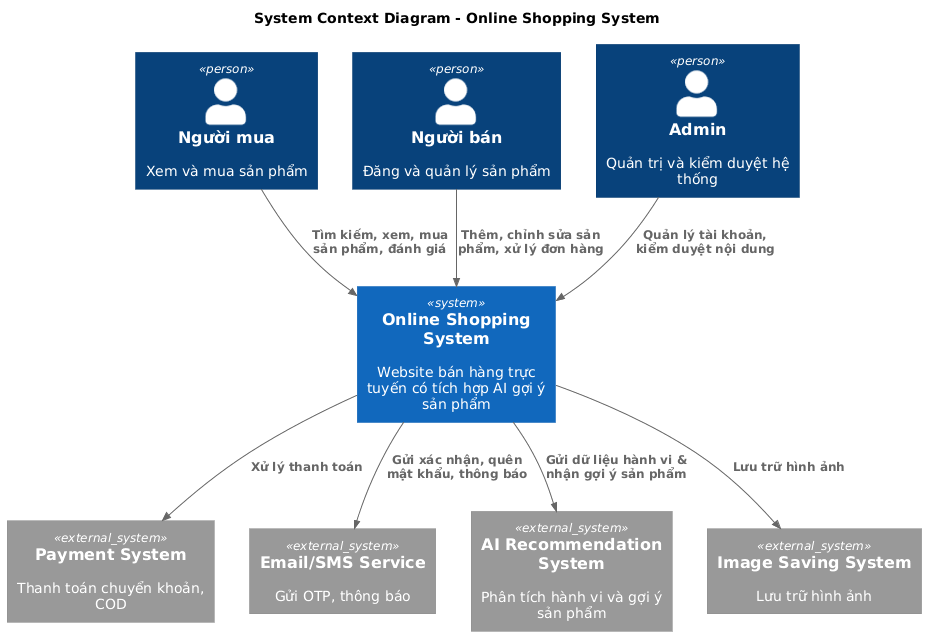 System Context Diagram - Online Shopping System
«person»
Người mua
Xem và mua sản phẩm
«person»
Người bán
Đăng và quản lý sản phẩm
«person»
Admin
Quản trị và kiểm duyệt hệ
thống
Tìm kiếm, xem, mua
sản phẩm, đánh giá
Thêm, chỉnh sửa sản
phẩm, xử lý đơn hàng
Quản lý tài khoản,
kiểm duyệt nội dung
«system»
Online Shopping
System
Website bán hàng trực
tuyến có tích hợp AI gợi ý
sản phẩm
Xử lý thanh toán
Gửi xác nhận, quên
mật khẩu, thông báo
Gửi dữ liệu hành vi &
nhận gợi ý sản phẩm
Lưu trữ hình ảnh
«external_system»
Payment System
Thanh toán chuyển khoản,
COD
«external_system»
Email/SMS Service
Gửi OTP, thông báo
«external_system»
AI Recommendation
System
Phân tích hành vi và gợi ý
sản phẩm
«external_system»
Image Saving System
Lưu trữ hình ảnh